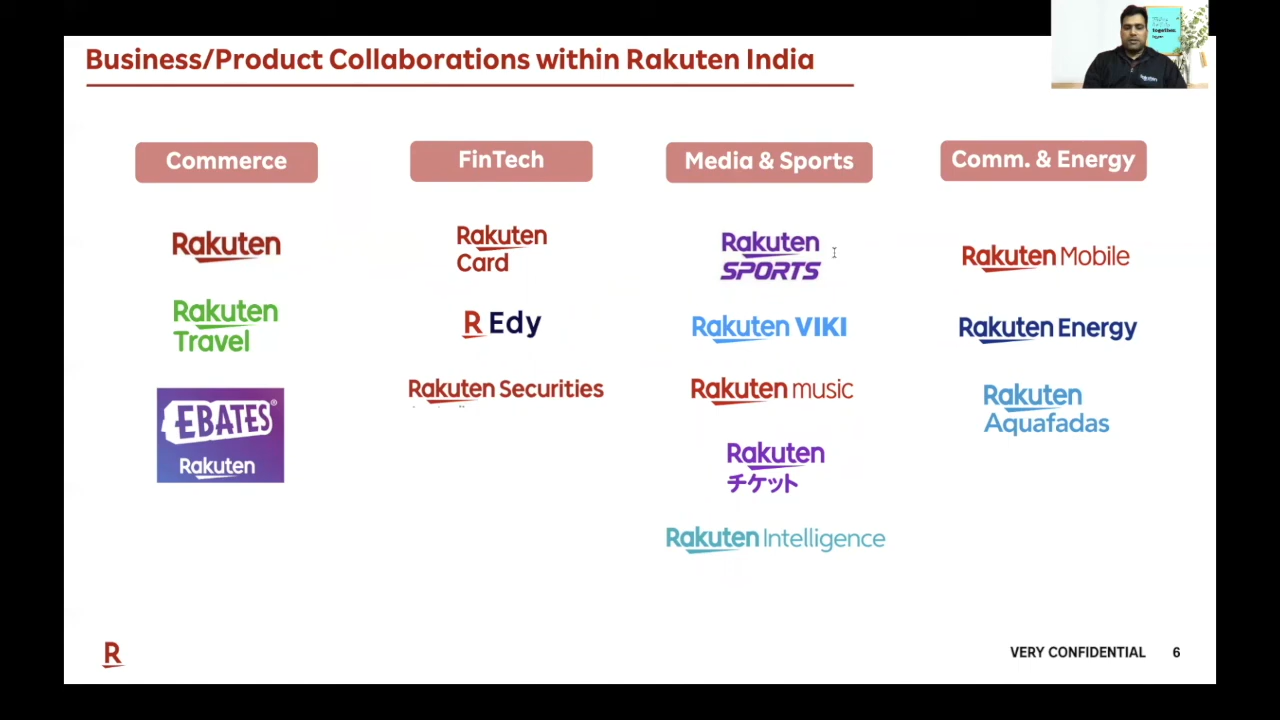 Business/Product Collaborations within Rakuten India
together.
Commerce
FinTech
Media & Sports
Comm. & Energy
Rakuten
Rakuten
Travel
EBATES®
Rakuten
Rakuten
Card
R Edy
Rakuten Securities
Rakuten
SPORTS
Rakuten VIKI
Rakuten music
Rakuten
チケット
Rakuten Intelligence
Rakuten Mobile
Rakuten Energy
Rakuten
Aquafadas
R
VERY CONFIDENTIAL 6